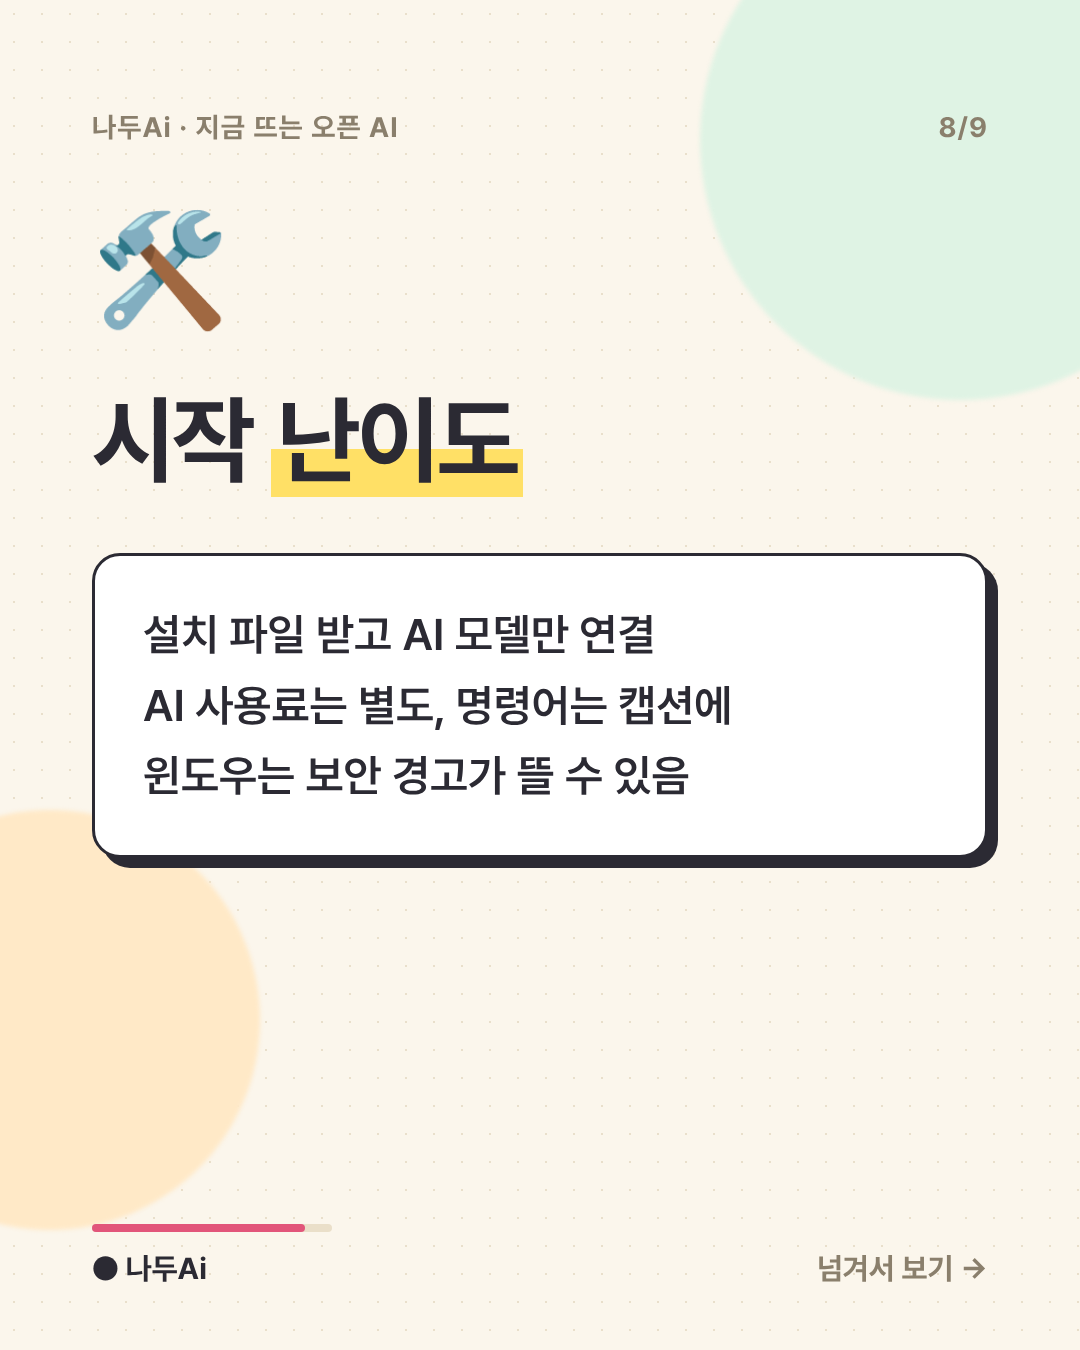 나두Ai · 지금 뜨는 오픈 AI
8/9
시작 난이도
설치 파일 받고 AI 모델만 연결
AI 사용료는 별도, 명령어는 캡션에
윈도우는 보안 경고가 뜰 수 있음
나두Ai
넘겨서 보기 →